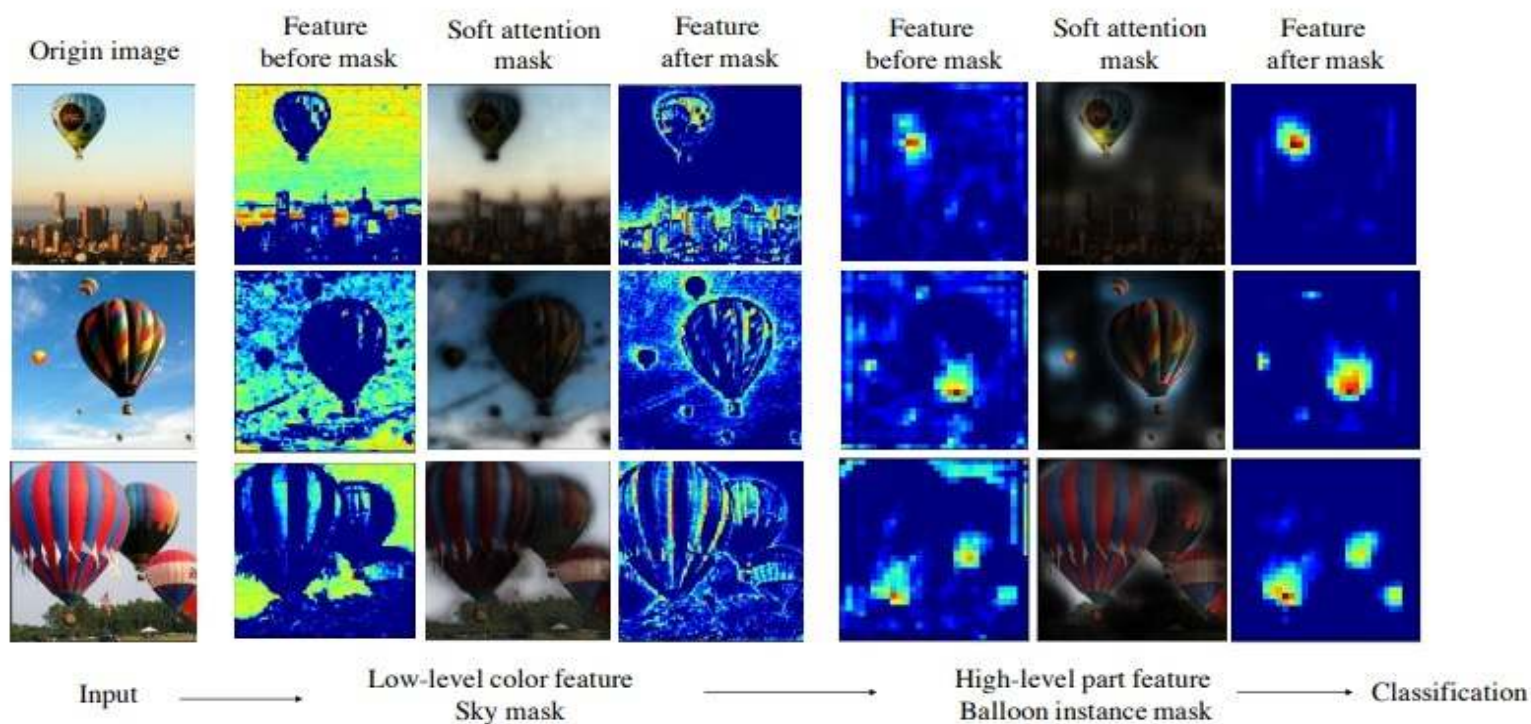 Origin image
Feature
before mask
Soft attention
mask
Feature
after mask
Feature
before mask
Soft attention
mask
Feature
after mask
Input
Low-level color feature
Sky mask
High-level part feature
Balloon instance mask
Classification